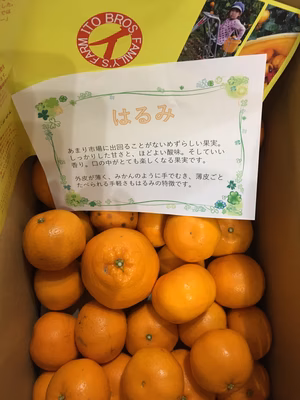 ITO BROS FAMILY'S FARM
イ
はるみ
あまり市場に出回ることがないめずらしい果実。
しっかりした甘さと、ほどよい酸味。そしていい
香り。口の中がとても楽しくなる果実です。
外皮が薄く、みかんのように手でむき、薄皮ごと
たべられる手軽さもはるみの特徴です。